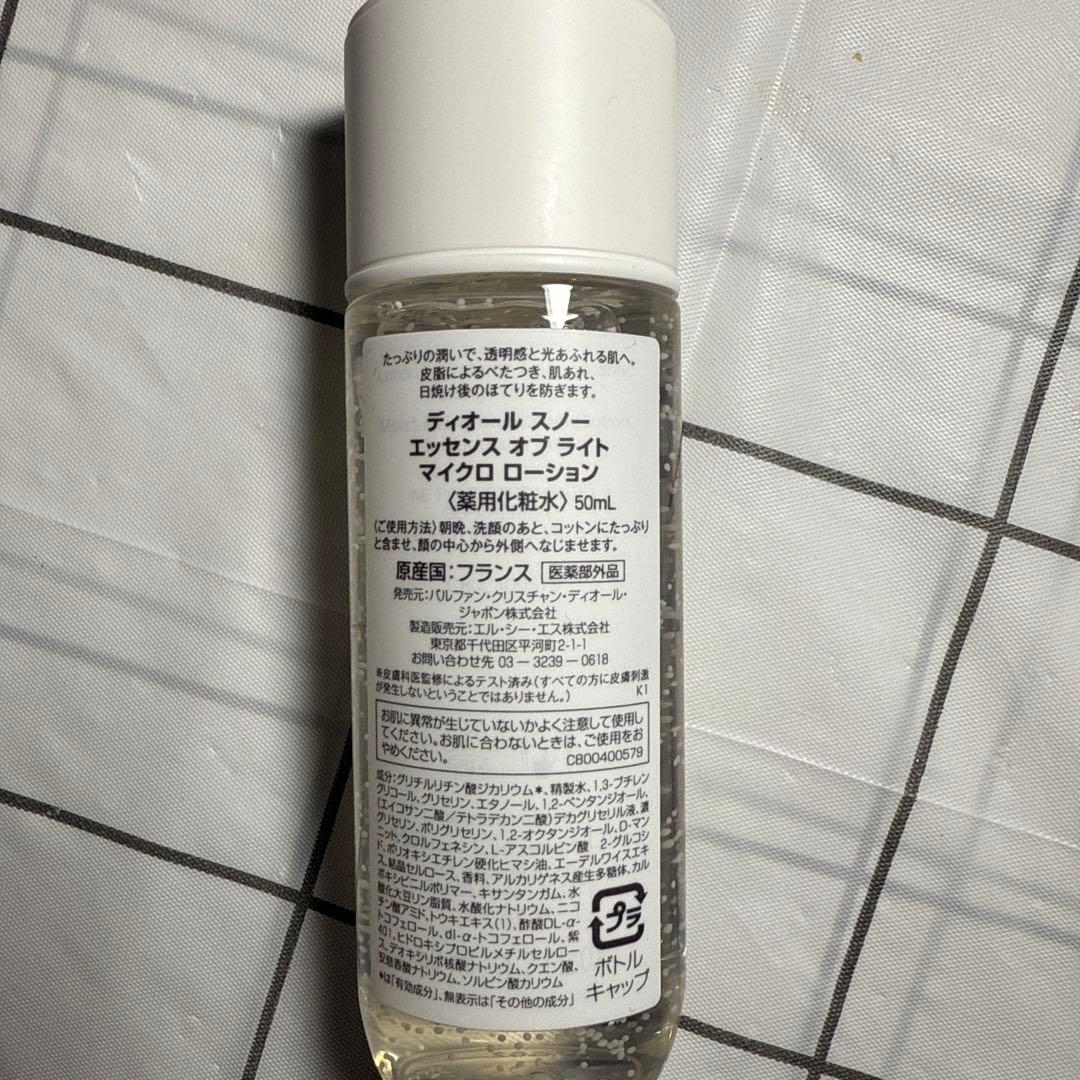 たっぷりの潤いで、透明感と光あふれる肌へ。
皮脂によるべたつき、肌あれ、
日焼け後のほてりを防ぎます。
ディオール スノー
エッセンス オブ ライト
マイクロ ローション
〈薬用化粧水〉50mL
〈ご使用方法〉朝晩、洗顔のあと、コットンにたっぷり
と含ませ、顔の中心から外側へなじませます。
原産国：フランス 医薬部外品
発売元：パルファン・クリスチャン・ディオール・
ジャポン株式会社
製造販売元：エル・シー・エス株式会社
東京都千代田区平河町2-1-1
お問い合わせ先 03－3239－0618
※皮膚科医監修によるテスト済み（すべての方に皮膚刺激
が発生しないということではありません。） K1
お肌に異常が生じていないかよく注意して使用し
てください。お肌に合わないときは、ご使用をお
やめください。 C800400579
成分：グリチルリチン酸ジカリウム*、精製水、1,3-ブチレン
グリコール、グリセリン、エタノール、1,2-ペンタンジオール、
（エイコサン二酸／テトラデカン二酸）デカグリセリル液、濃
グリセリン、ポリグリセリン、1,2-オクタンジオール、D-マン
ニット、クロルフェネシン、L-アスコルビン酸 2-グルコシ
ド、ポリオキシエチレン硬化ヒマシ油、エーデルワイスエキ
ス、結晶セルロース、香料、アルカリゲネス産生多糖体、カル
ボキシビニルポリマー、キサンタンガム、水
酸化大豆リン脂質、水酸化ナトリウム、ニコ
チン酸アミド、トウキエキス(1)、酢酸DL-α-
トコフェロール、dl-α-トコフェロール、紫
401、ヒドロキシプロピルメチルセルロー
ス、デオキシリボ核酸ナトリウム、クエン酸、
安息香酸ナトリウム、ソルビン酸カリウム
*は「有効成分」、無表示は「その他の成分」
プラ
ボトル
キャップ